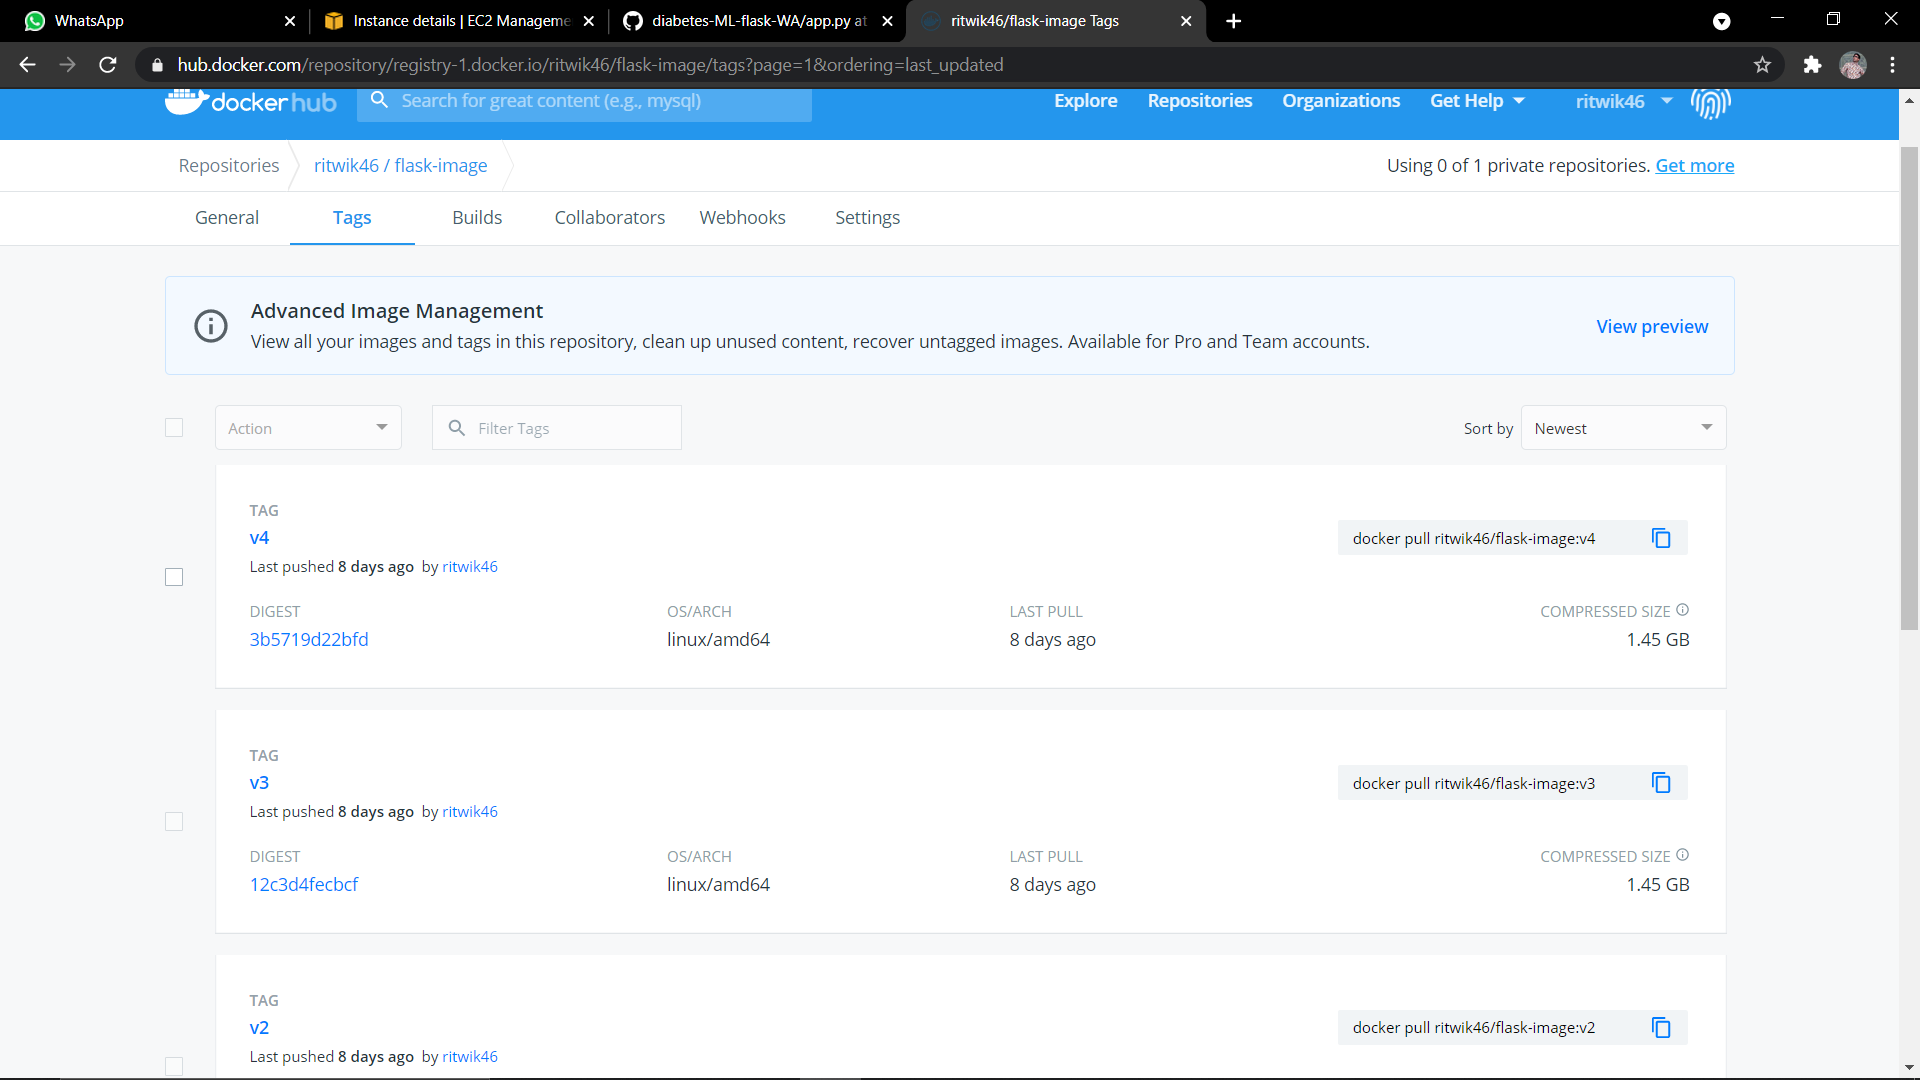 WhatsApp
Instance details | EC2 Manageme
diabetes-ML-flask-WA/app.py at
ritwik46/flask-image Tags
hub.docker.com/repository/registry-1.docker.io/ritwik46/flask-image/tags?page=1&ordering=last_updated
docker hub
Search for great content (e.g., mysql)
Explore
Repositories
Organizations
Get Help
ritwik46
Repositories
ritwik46 / flask-image
Using 0 of 1 private repositories. Get more
General
Tags
Builds
Collaborators
Webhooks
Settings
Advanced Image Management
View all your images and tags in this repository, clean up unused content, recover untagged images. Available for Pro and Team accounts.
View preview
Action
Filter Tags
Sort by
Newest
TAG
v4
docker pull ritwik46/flask-image:v4
Last pushed 8 days ago by ritwik46
DIGEST
OS/ARCH
LAST PULL
COMPRESSED SIZE
3b5719d22bfd
linux/amd64
8 days ago
1.45 GB
TAG
v3
docker pull ritwik46/flask-image:v3
Last pushed 8 days ago by ritwik46
DIGEST
OS/ARCH
LAST PULL
COMPRESSED SIZE
12c3d4fecbcf
linux/amd64
8 days ago
1.45 GB
TAG
v2
docker pull ritwik46/flask-image:v2
Last pushed 8 days ago by ritwik46